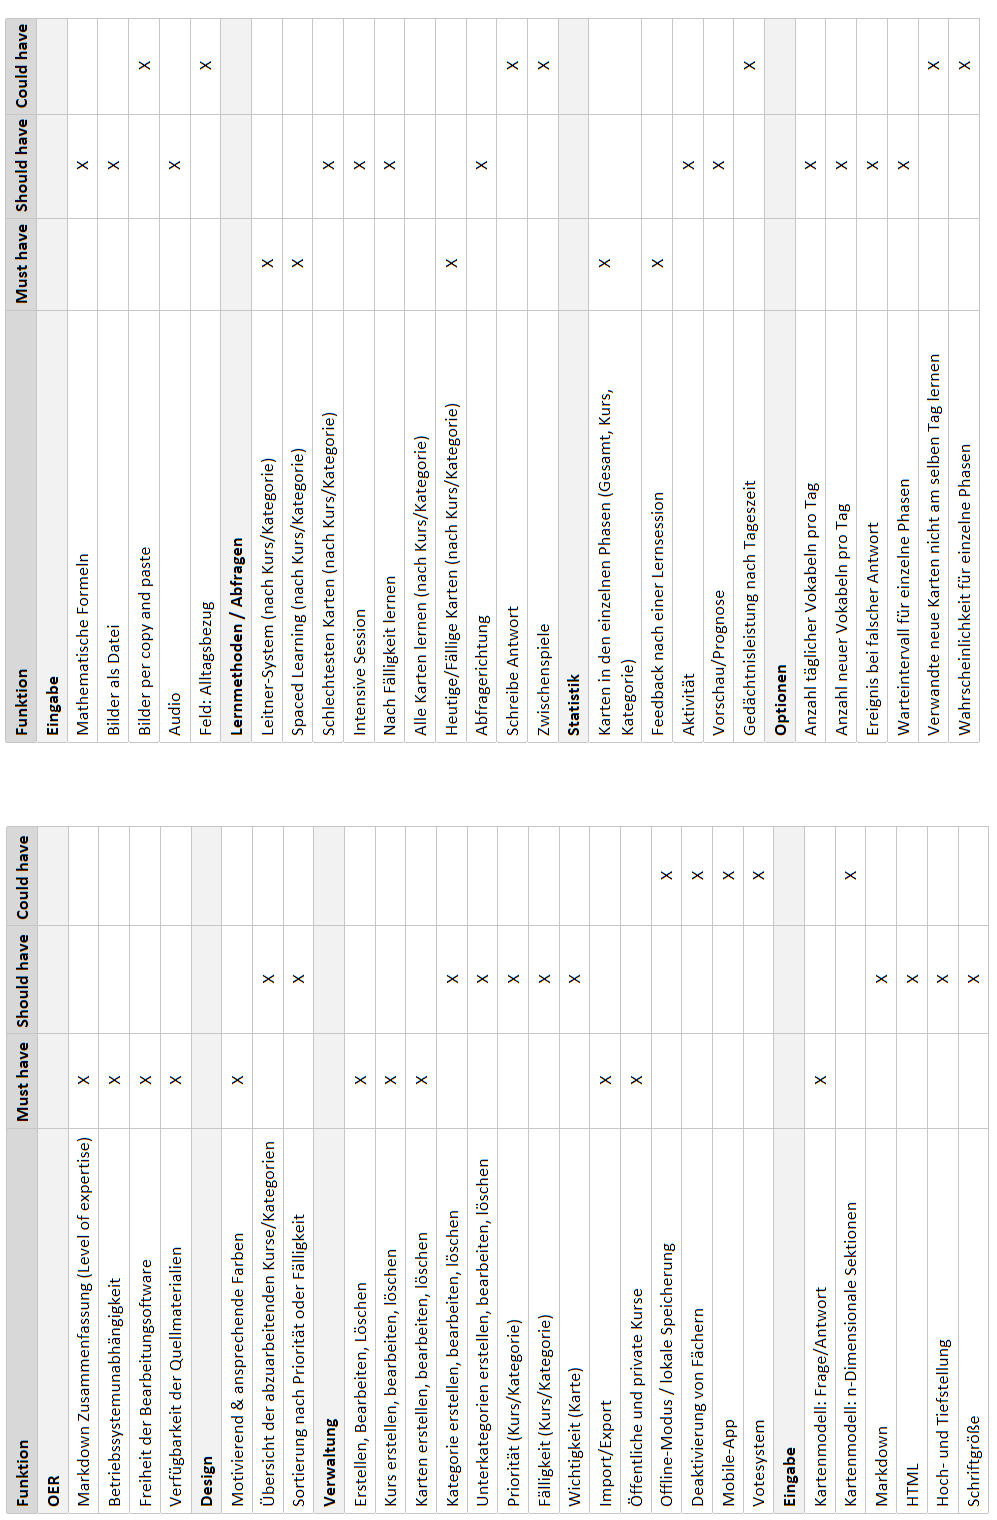 Funktion Must have Should have Could have
OER
Markdown Zusammenfassung (Level of expertise) X
Betriebssystemunabhängigkeit X
Freiheit der Bearbeitungsoftware X
Verfügbarkeit der Quellmaterialien X
Design
Motivierend & ansprechende Farben X
Übersicht der abzuarbeitenden Kurse/Kategorien X
Sortierung nach Priorität oder Fälligkeit X
Verwaltung
Erstellen, Bearbeiten, Löschen X
Kurs erstellen, bearbeiten, löschen X
Karten erstellen, bearbeiten, löschen X
Kategorie erstellen, bearbeiten, löschen X
Unterkategorien erstellen, bearbeiten, löschen X
Priorität (Kurs/Kategorie) X
Fälligkeit (Kurs/Kategorie) X
Wichtigkeit (Karte) X
Import/Export X
Öffentliche und private Kurse X
Offline-Modus / lokale Speicherung X
Deaktivierung von Fächern X
Mobile-App X
Votesystem X
Eingabe
Kartenmodell: Frage/Antwort X
Kartenmodell: n-Dimensionale Sektionen X
Markdown X
HTML X
Hoch- und Tiefstellung X
Schriftgröße X
Funktion Must have Should have Could have
Eingabe
Mathematische Formeln X
Bilder als Datei X
Bilder per copy and paste X
Audio X
Feld: Alltagsbezug X
Lernmethoden / Abfragen
Leitner-System (nach Kurs/Kategorie) X
Spaced Learning (nach Kurs/Kategorie) X
Schlechtesten Karten (nach Kurs/Kategorie) X
Intensive Session X
Nach Fälligkeit lernen X
Alle Karten lernen (nach Kurs/Kategorie)
Heutige/Fällige Karten (nach Kurs/Kategorie) X
Abfragerichtung X
Schreibe Antwort X
Zwischenspiele X
Statistik
Karten in den einzelnen Phasen (Gesamt, Kurs, X
Kategorie)
Feedback nach einer Lernsession X
Aktivität X
Vorschau/Prognose X
Gedächtnisleistung nach Tageszeit X
Optionen
Anzahl täglicher Vokabeln pro Tag X
Anzahl neuer Vokabeln pro Tag X
Ereignis bei falscher Antwort X
Warteintervall für einzelne Phasen X
Verwandte neue Karten nicht am selben Tag lernen X
Wahrscheinlichkeit für einzelne Phasen X